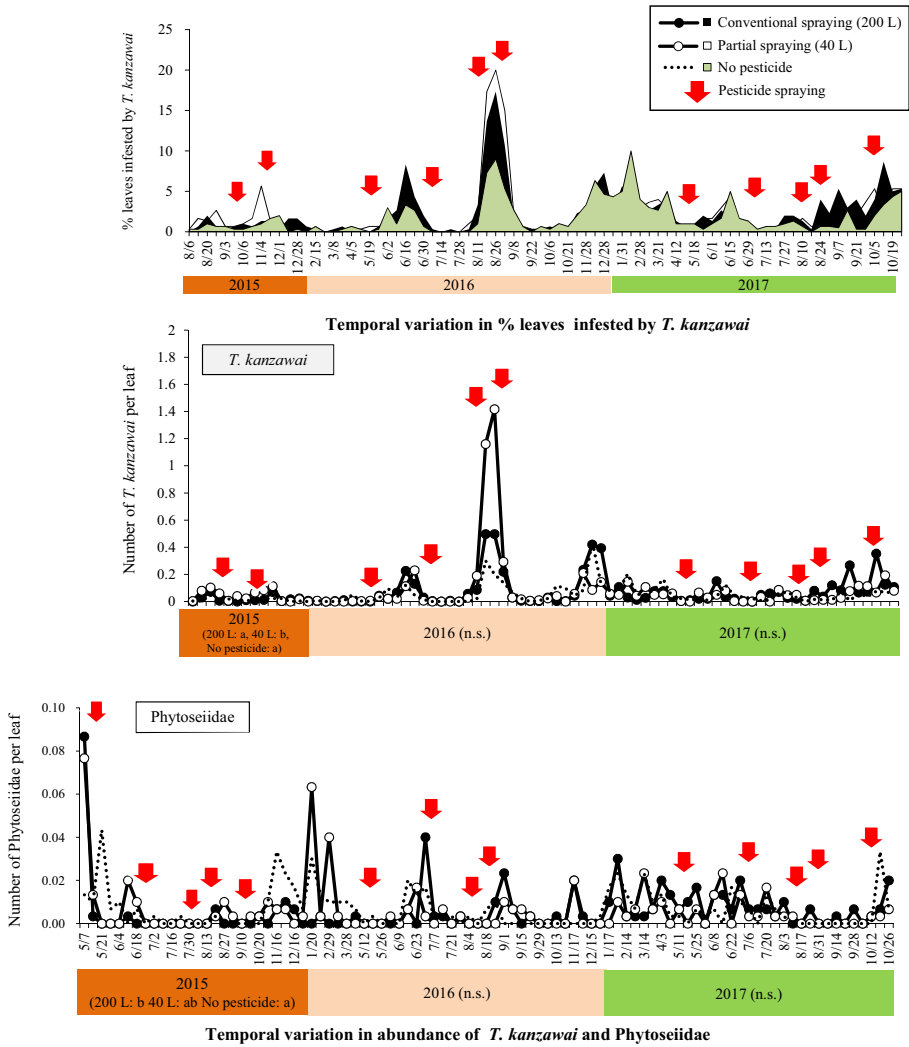 Conventional spraying (200 L)
Partial spraying (40 L)
No pesticide
Pesticide spraying
% leaves infested by T. kanzawai
25
20
15
10
5
0
8/6 8/20 9/3 10/6 11/4 12/1 12/28 2/15 3/8 4/5 5/19 6/2 6/16 6/30 7/14 7/28 8/11 8/26 9/8 9/22 10/6 10/21 11/28 12/28 1/31 2/28 3/21 4/12 5/18 6/1 6/15 6/29 7/13 7/27 8/10 8/24 9/7 9/21 10/5 10/19
2015 2016 2017
Temporal variation in % leaves infested by T. kanzawai
Number of T. kanzawai per leaf
2
1.8
1.6
1.4
1.2
1
0.8
0.6
0.4
0.2
0
T. kanzawai
2015
(200 L: a, 40 L: b,
No pesticide: a)
2016 (n.s.)
2017 (n.s.)
Number of Phytoseiidae per leaf
0.10
0.08
0.06
0.04
0.02
0.00
Phytoseiidae
5/7 5/21 6/4 6/18 7/2 7/16 7/30 8/13 8/27 9/10 10/20 11/16 12/16 1/20 2/29 3/28 5/12 5/26 6/9 6/23 7/7 7/21 8/4 8/18 9/1 9/15 9/29 10/13 11/17 12/15 1/17 2/14 3/14 4/3 5/11 5/25 6/8 6/22 7/6 7/20 8/3 8/17 8/31 9/14 9/28 10/12 10/26
2015
(200 L: b 40 L: ab No pesticide: a)
2016 (n.s.)
2017 (n.s.)
Temporal variation in abundance of T. kanzawai and Phytoseiidae